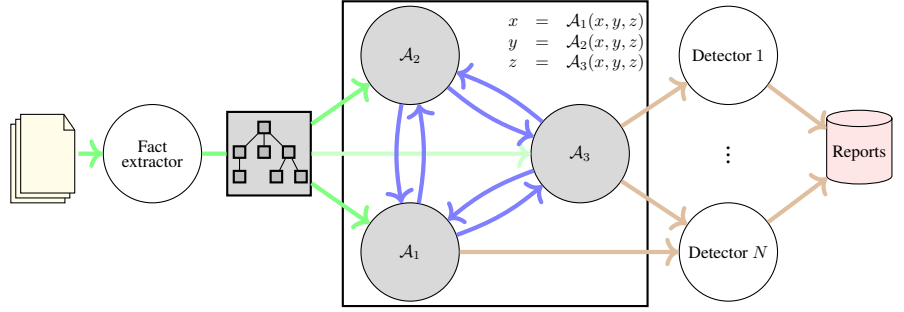 Fact
extractor
𝒜₂
x = 𝒜₁(x, y, z)
y = 𝒜₂(x, y, z)
z = 𝒜₃(x, y, z)
𝒜₃
𝒜₁
Detector 1
⋮
Detector N
Reports